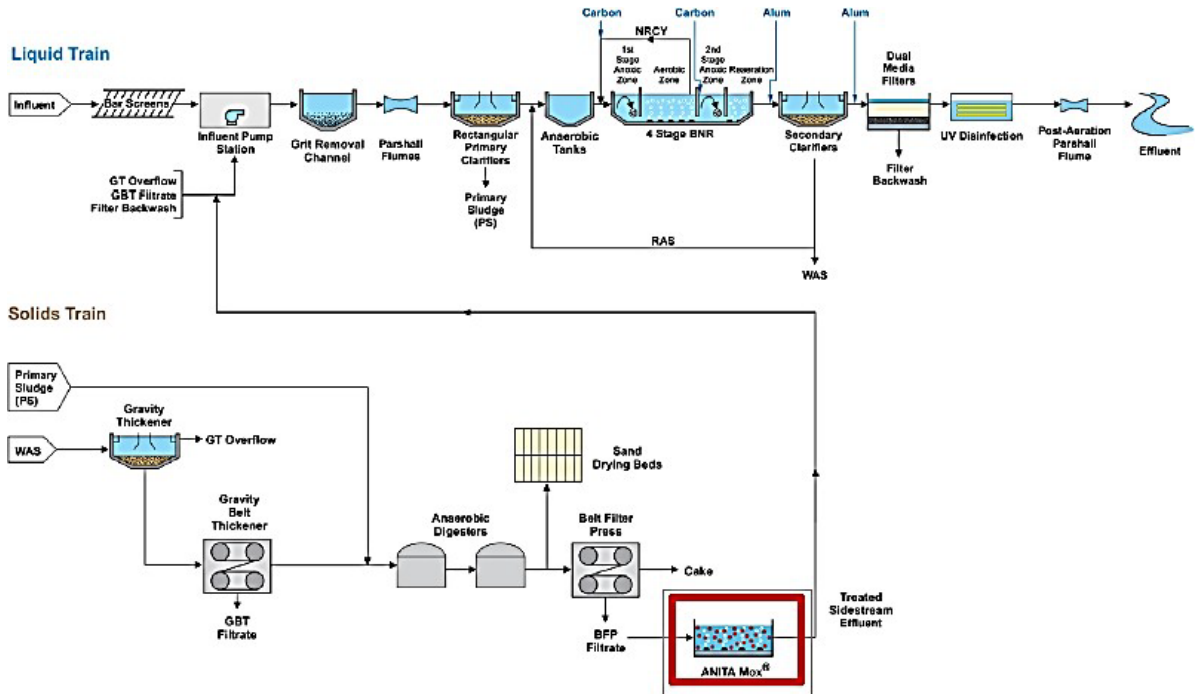 Liquid Train
Carbon
Carbon
Alum
Alum
NRCY
1st
Stage
Anoxic
Zone
Aerobic
Zone
2nd
Stage
Anoxic
Zone
Reaeration
Zone
Dual
Media
Filters
Influent
Bar Screens
Influent Pump
Station
Grit Removal
Channel
Parshall
Flumes
Rectangular
Primary
Clarifiers
Anaerobic
Tanks
4 Stage BNR
Secondary
Clarifiers
UV Disinfection
Post-Aeration
Parshall
Flume
Effluent
GT Overflow
GBT Filtrate
Filter Backwash
Primary
Sludge
(PS)
Filter
Backwash
RAS
WAS
Solids Train
Primary
Sludge
(PS)
WAS
Gravity
Thickener
GT Overflow
Gravity
Belt
Thickener
GBT
Filtrate
Anaerobic
Digesters
Sand
Drying Beds
Belt Filter
Press
Cake
BFP
Filtrate
ANITA Mox®
Treated
Sidestream
Effluent